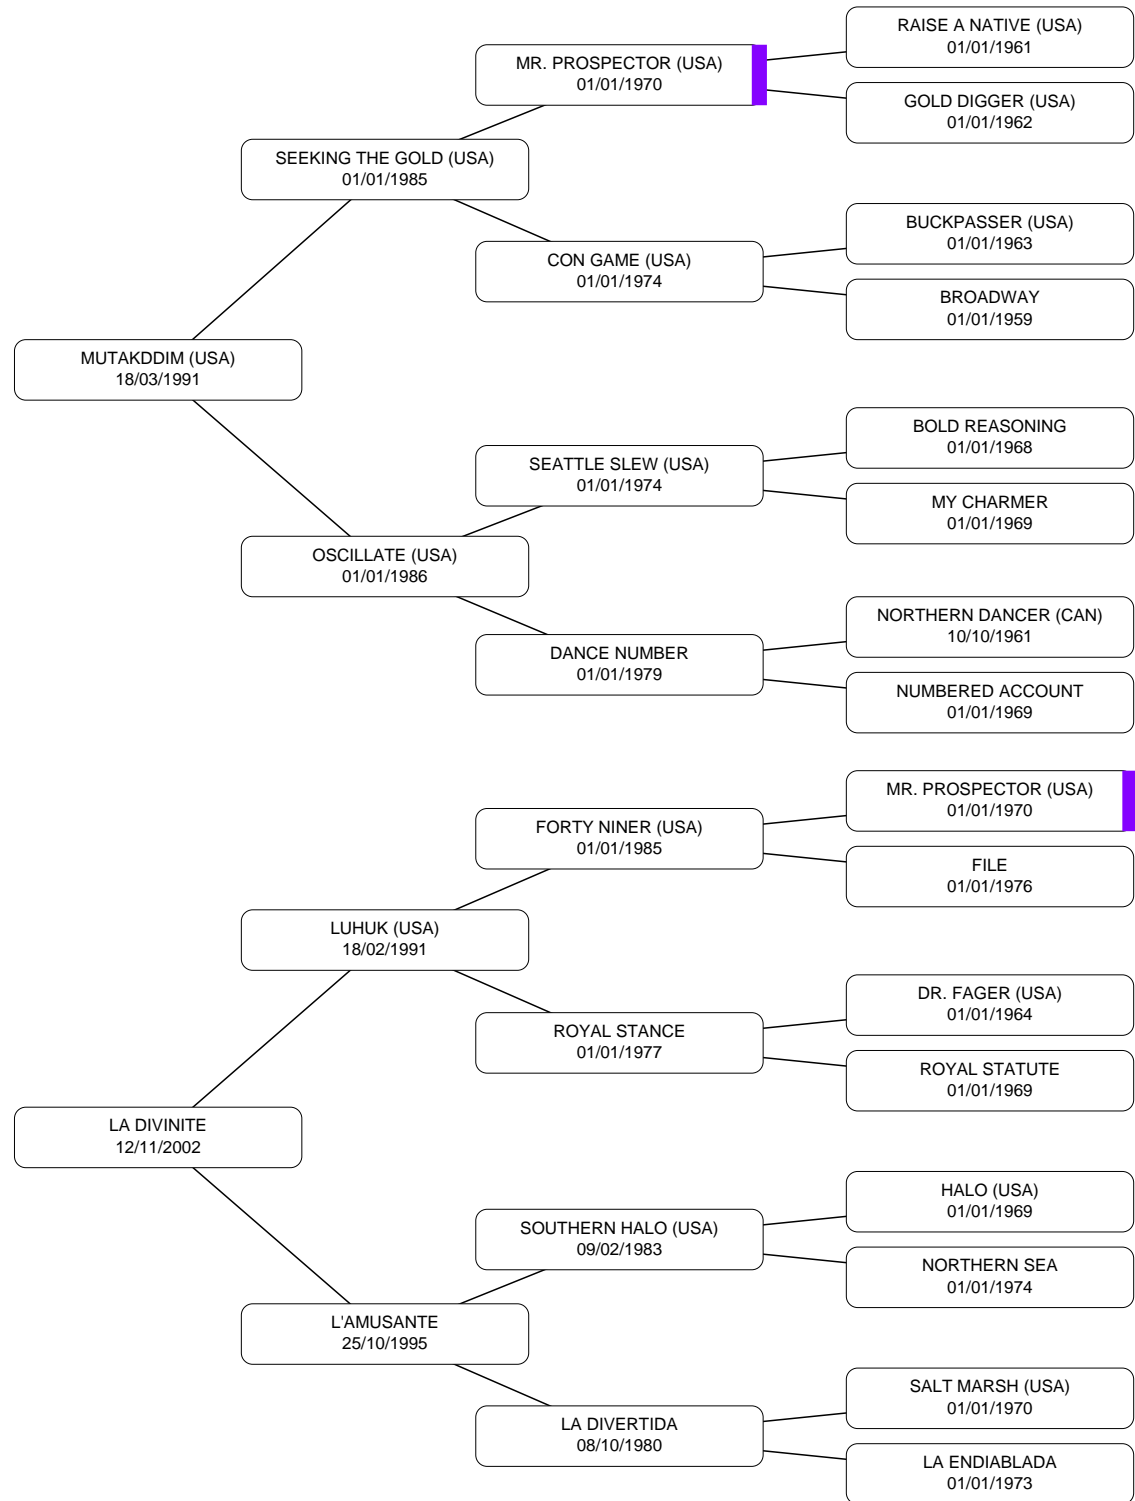 RAISE A NATIVE (USA)
01/01/1961
MR. PROSPECTOR (USA)
01/01/1970
GOLD DIGGER (USA)
01/01/1962
SEEKING THE GOLD (USA)
01/01/1985
BUCKPASSER (USA)
01/01/1963
CON GAME (USA)
01/01/1974
BROADWAY
01/01/1959
MUTAKDDIM (USA)
18/03/1991
BOLD REASONING
01/01/1968
SEATTLE SLEW (USA)
01/01/1974
MY CHARMER
01/01/1969
OSCILLATE (USA)
01/01/1986
NORTHERN DANCER (CAN)
10/10/1961
DANCE NUMBER
01/01/1979
NUMBERED ACCOUNT
01/01/1969
MR. PROSPECTOR (USA)
01/01/1970
FORTY NINER (USA)
01/01/1985
FILE
01/01/1976
LUHUK (USA)
18/02/1991
DR. FAGER (USA)
01/01/1964
ROYAL STANCE
01/01/1977
ROYAL STATUTE
01/01/1969
LA DIVINITE
12/11/2002
HALO (USA)
01/01/1969
SOUTHERN HALO (USA)
09/02/1983
NORTHERN SEA
01/01/1974
L'AMUSANTE
25/10/1995
SALT MARSH (USA)
01/01/1970
LA DIVERTIDA
08/10/1980
LA ENDIABLADA
01/01/1973